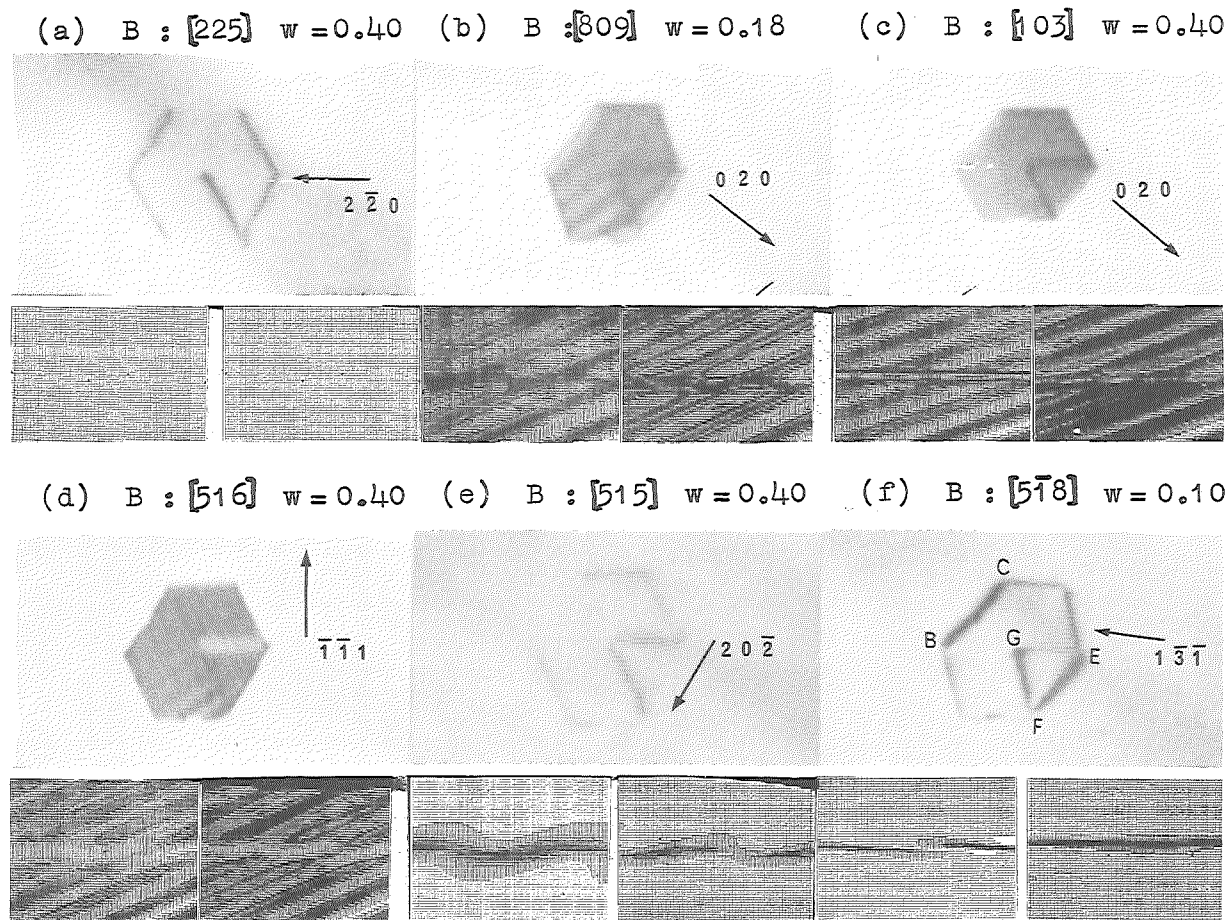 (a) B : [225] w = 0.40 (b) B :[809] w = 0.18 (c) B : [103] w = 0.40
2 2̅ 0
0 2 0
0 2 0
(d) B : [516] w = 0.40 (e) B : [515] w = 0.40 (f) B : [51̅8] w = 0.10
1̅ 1̅ 1
2 0 2̅
C
B
G
E
1 3̅ 1̅
F